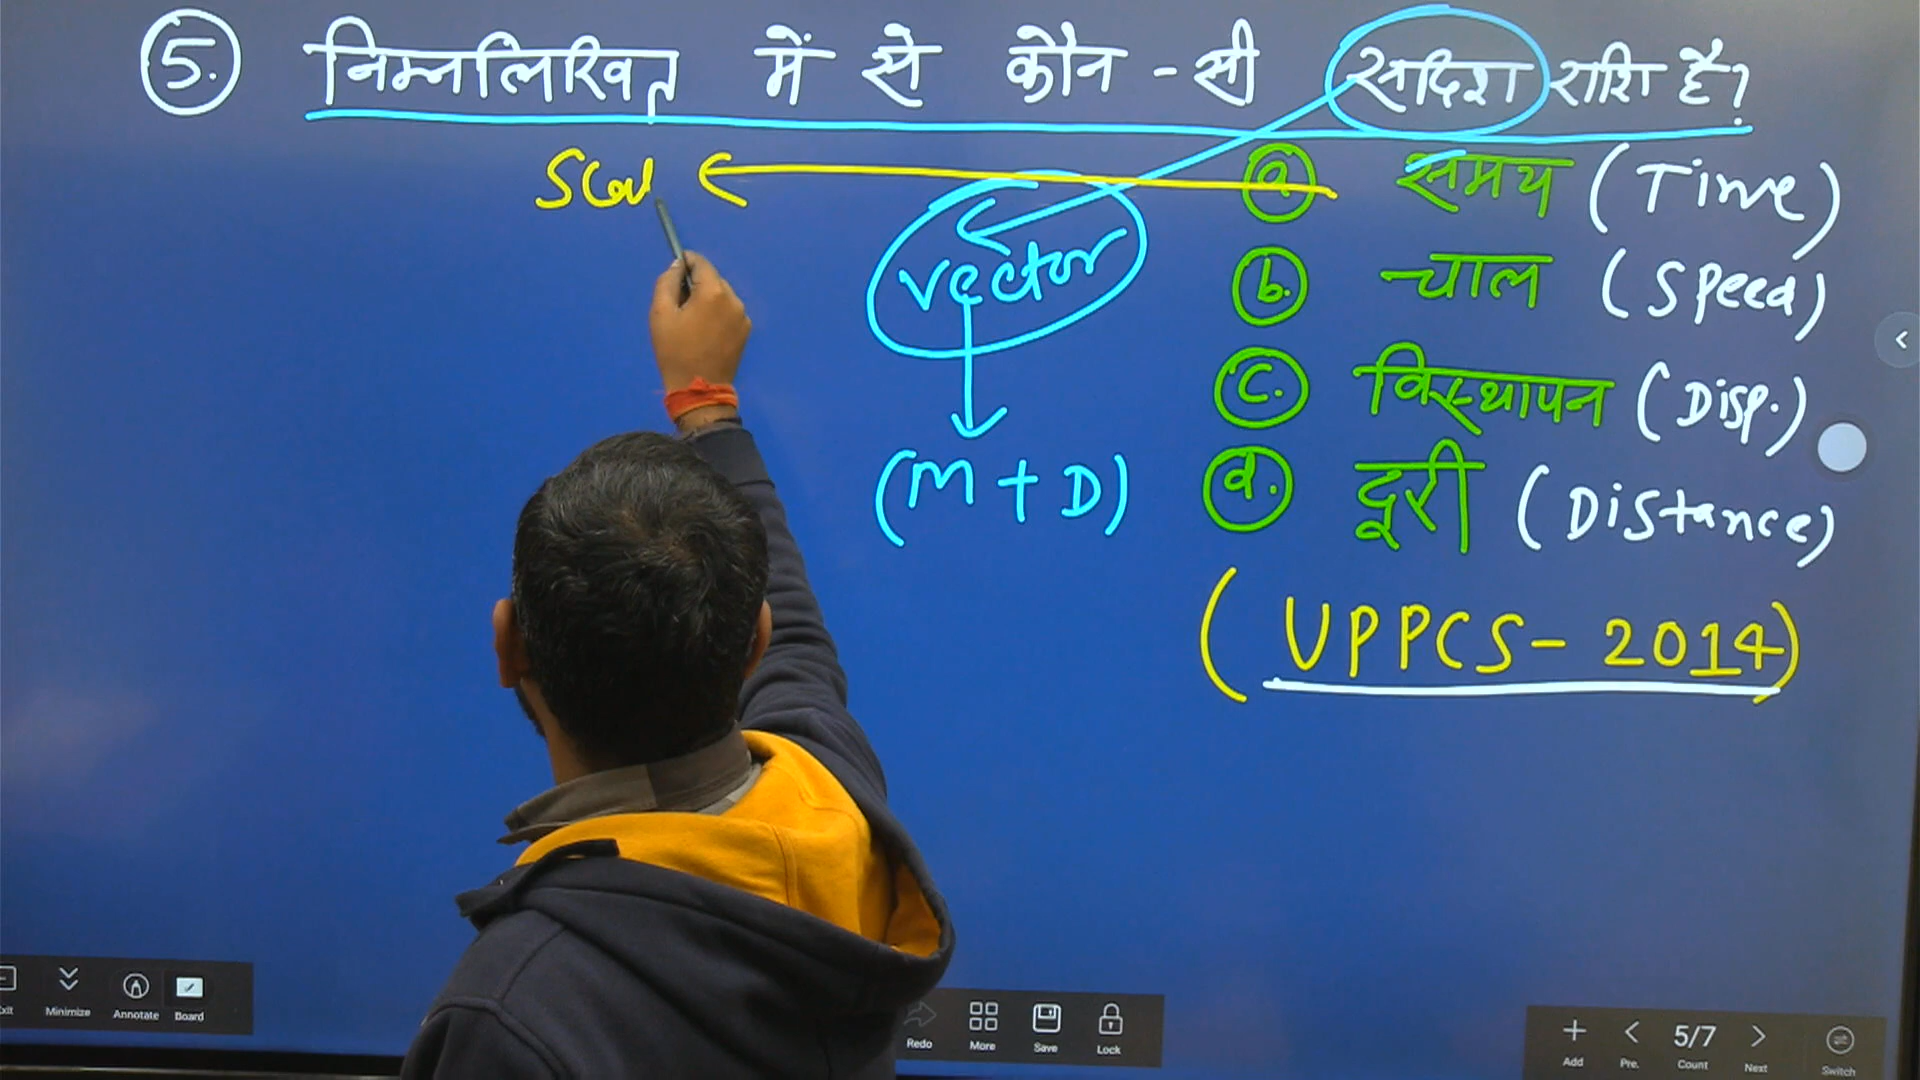 5. निम्नलिखित में से कौन-सी सदिश राशि है?
a. समय (Time)
Scal
b. चाल (Speed)
vector
c. विस्थापन (Disp.)
(M+D)
d. दूरी (Distance)
(UPPCS-2014)
Minimize Annotate Board
Redo More Save Lock
5/7
Add Pre. Count Next Switch